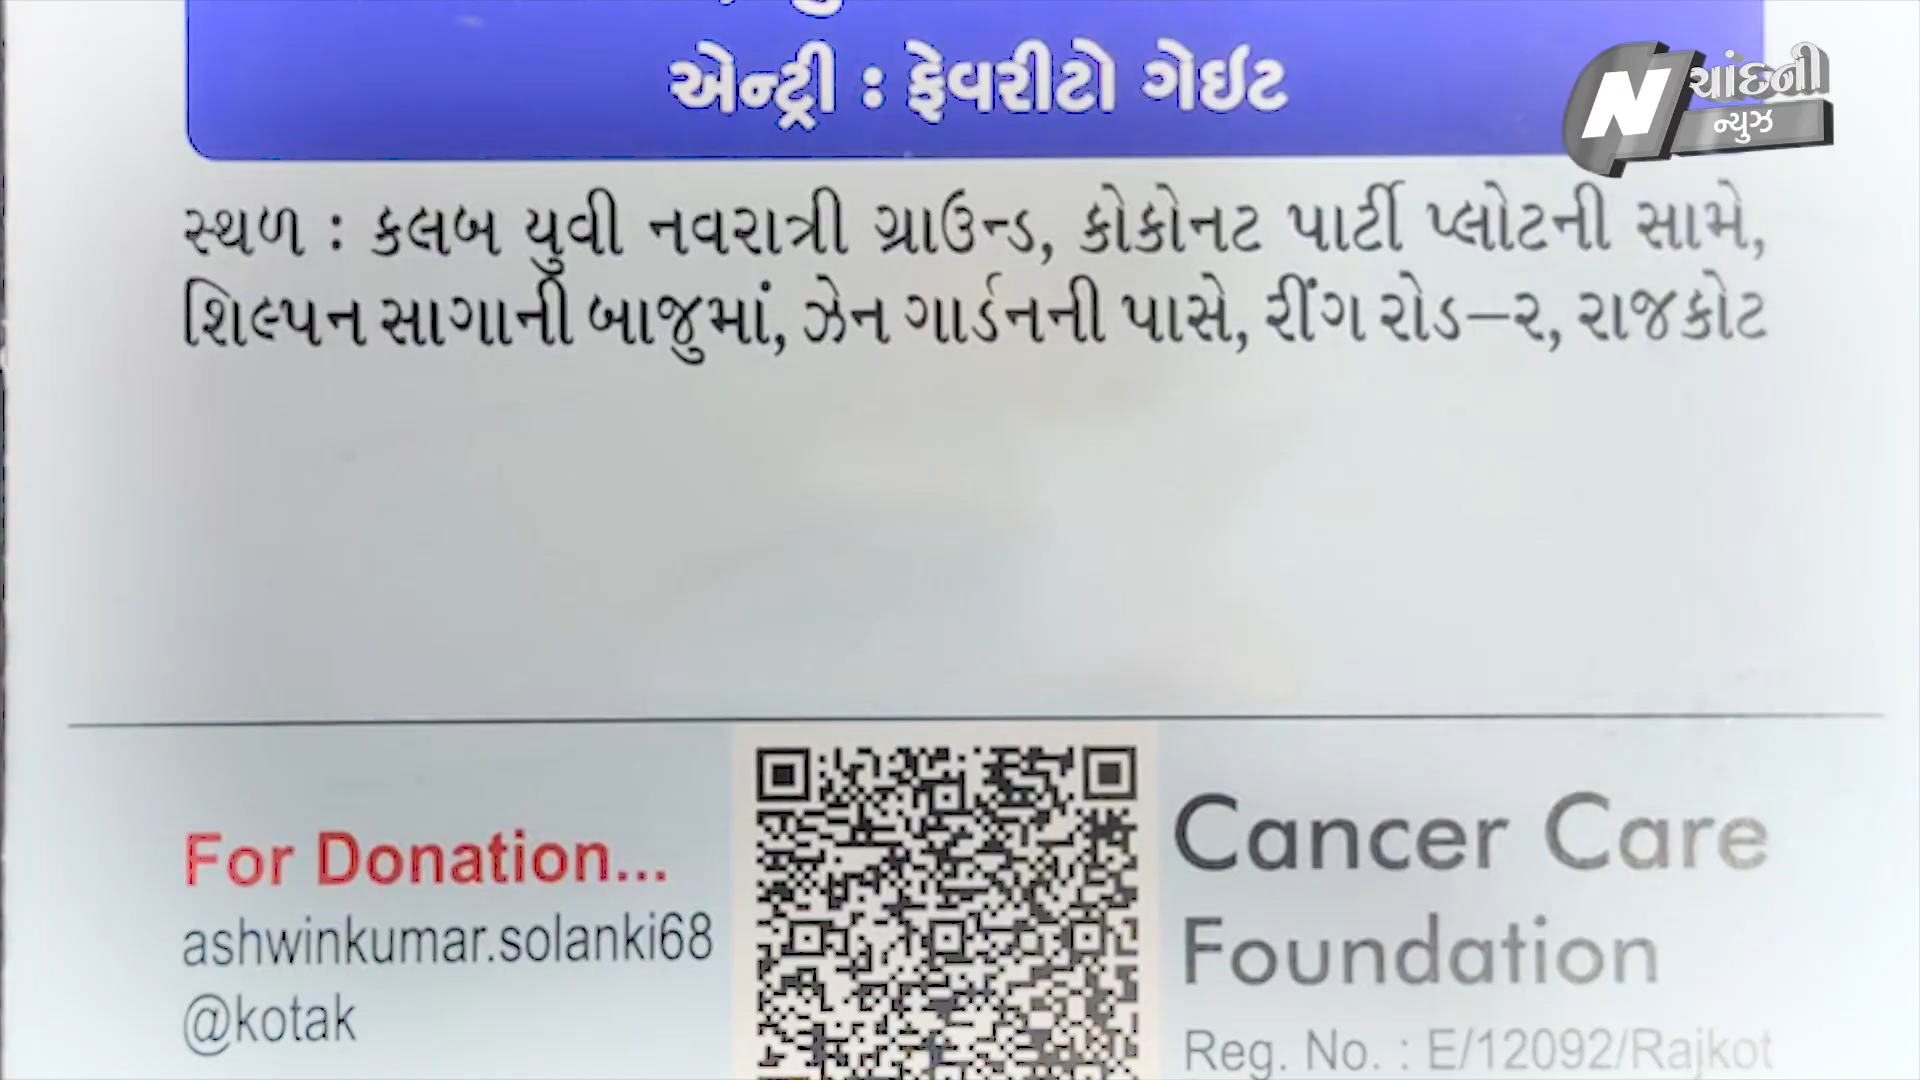 એન્ટ્રી : ફેવરીટો ગેઇટ
ચાંદની
ન્યુઝ
સ્થળ : કલબ યુવી નવરાત્રી ગ્રાઉન્ડ, કોકોનટ પાર્ટી પ્લોટની સામે,
શિલ્પન સાગાની બાજુમાં, ઝેન ગાર્ડનની પાસે, રીંગ રોડ–૨, રાજકોટ
For Donation...
ashwinkumar.solanki68
@kotak
Cancer Care
Foundation
Reg. No. : E/12092/Rajkot